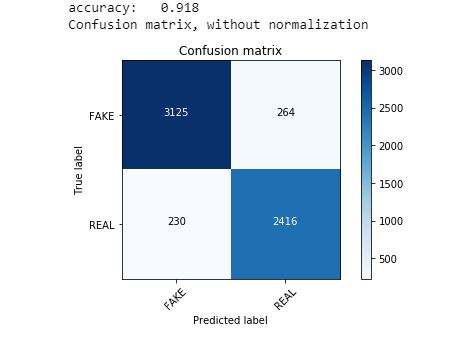 accuracy:   0.918
Confusion matrix, without normalization
Confusion matrix
3000
3125
264
FAKE
2500
2000
True label
1500
1000
230
2416
REAL
500
FAKE
REAL
Predicted label